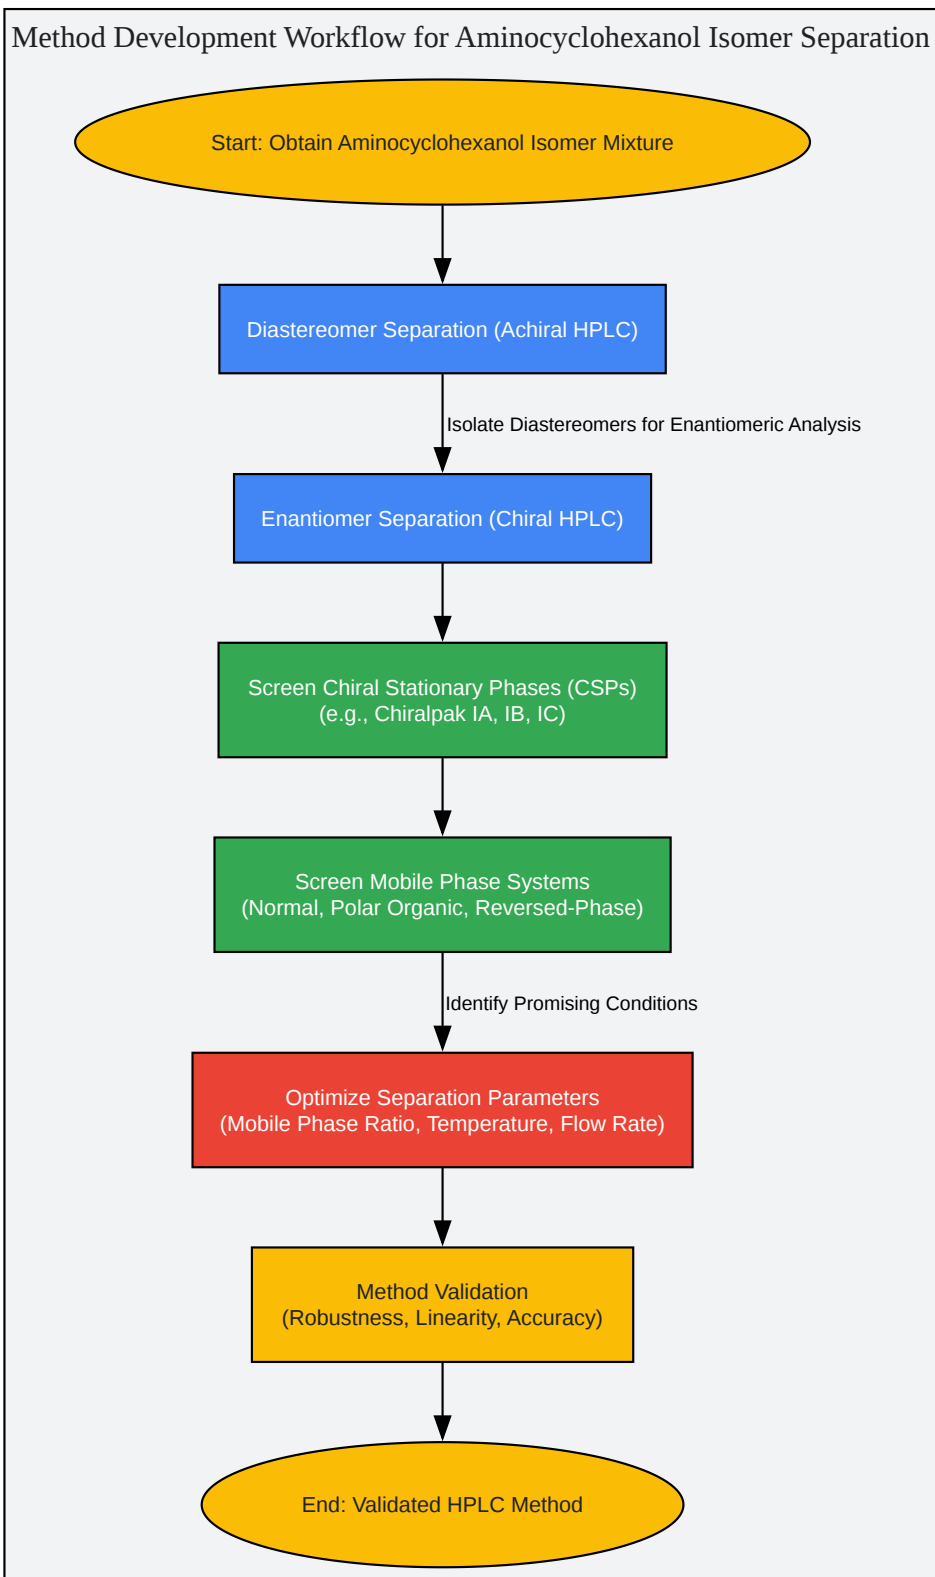 Method Development Workflow for Aminocyclohexanol Isomer Separation
Start: Obtain Aminocyclohexanol Isomer Mixture
Diastereomer Separation (Achiral HPLC)
Isolate Diastereomers for Enantiomeric Analysis
Enantiomer Separation (Chiral HPLC)
Screen Chiral Stationary Phases (CSPs)
(e.g., Chiralpak IA, IB, IC)
Screen Mobile Phase Systems
(Normal, Polar Organic, Reversed-Phase)
Identify Promising Conditions
Optimize Separation Parameters
(Mobile Phase Ratio, Temperature, Flow Rate)
Method Validation
(Robustness, Linearity, Accuracy)
End: Validated HPLC Method